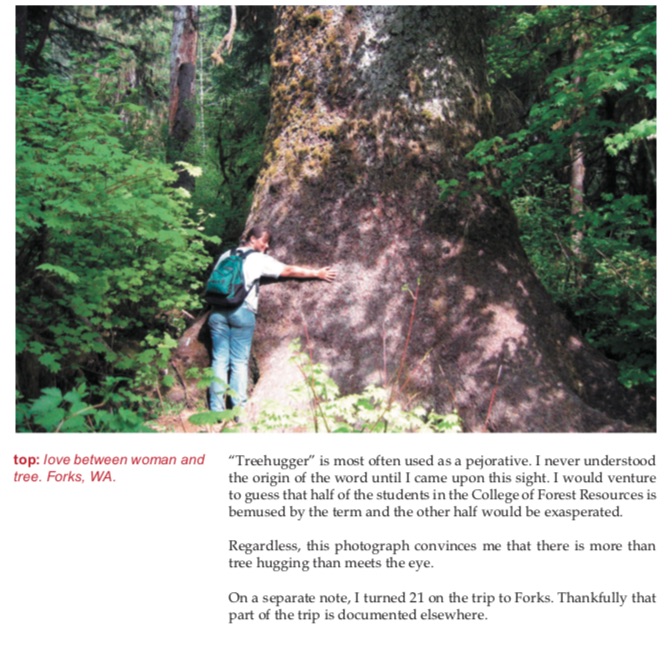 top: love between woman and
tree. Forks, WA.
“Treehugger” is most often used as a pejorative. I never understood
the origin of the word until I came upon this sight. I would venture
to guess that half of the students in the College of Forest Resources is
bemused by the term and the other half would be exasperated.
Regardless, this photograph convinces me that there is more than
tree hugging than meets the eye.
On a separate note, I turned 21 on the trip to Forks. Thankfully that
part of the trip is documented elsewhere.